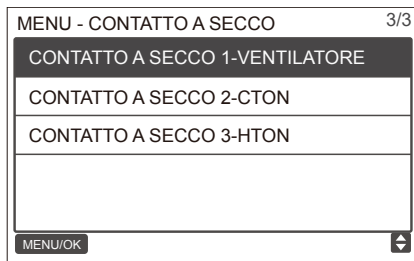 MENU - CONTATTO A SECCO 3/3
CONTATTO A SECCO 1-VENTILATORE
CONTATTO A SECCO 2-CTON
CONTATTO A SECCO 3-HTON
MENU/OK